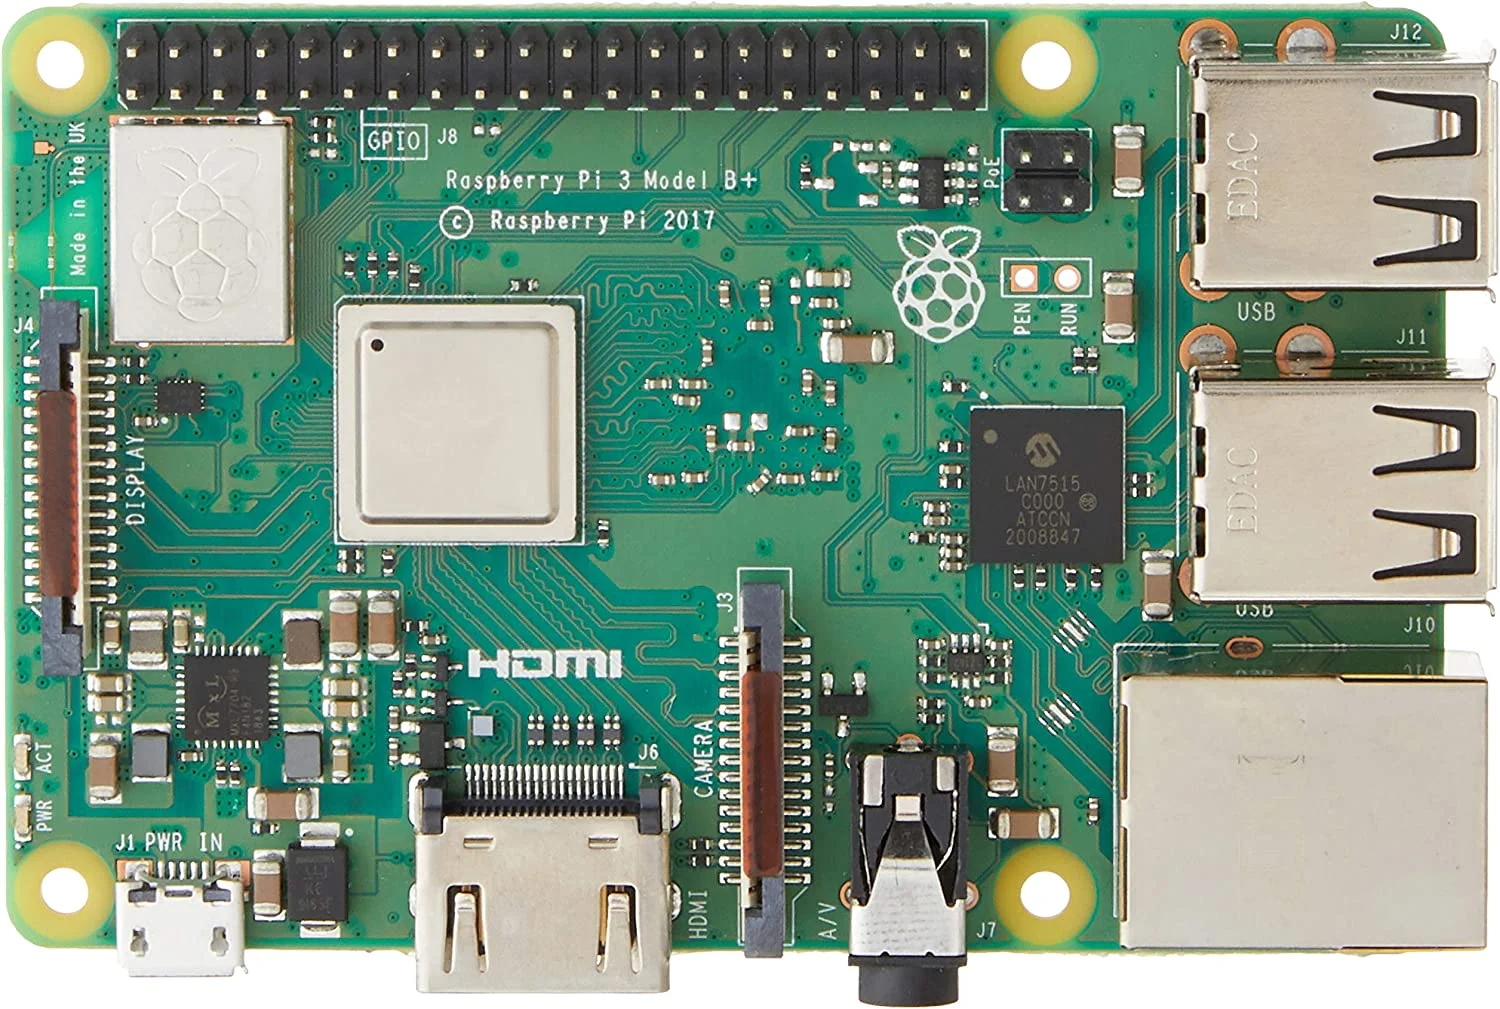 J12
GPIO J8
Made in the UK
Raspberry Pi 3 Model B+
© Raspberry Pi 2017
PoE
EDAC
PEN
RUN
USB
J4
J11
DISPLAY
EDAC
LAN7515
C000
ATCCN
2008847
USB
J10
J3
HDMI
ACT
PWR
J6
CAMERA
J1 PWR IN
HDMI
A/V
J7